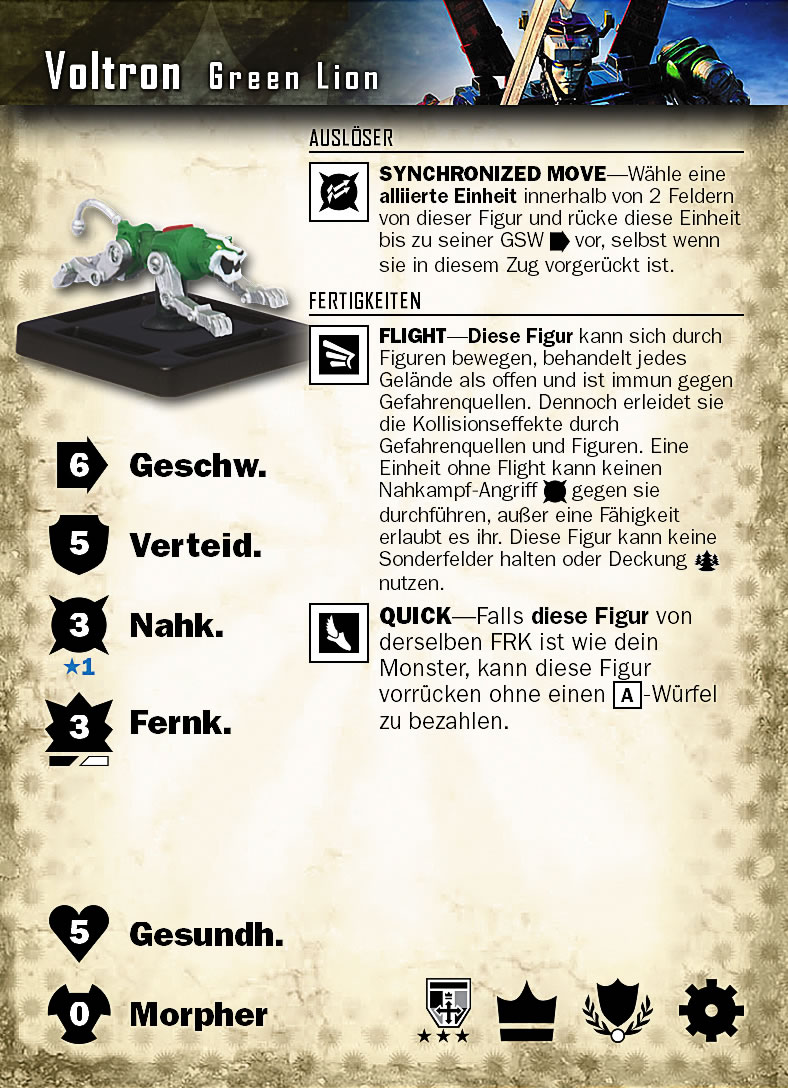 Voltron Green Lion
AUSLÖSER
SYNCHRONIZED MOVE—Wähle eine
alliierte Einheit innerhalb von 2 Feldern
von dieser Figur und rücke diese Einheit
bis zu seiner GSW vor, selbst wenn
sie in diesem Zug vorgerückt ist.
FERTIGKEITEN
FLIGHT—Diese Figur kann sich durch
Figuren bewegen, behandelt jedes
Gelände als offen und ist immun gegen
Gefahrenquellen. Dennoch erleidet sie
die Kollisionseffekte durch
Gefahrenquellen und Figuren. Eine
Einheit ohne Flight kann keinen
Nahkampf-Angriff gegen sie
durchführen, außer eine Fähigkeit
erlaubt es ihr. Diese Figur kann keine
Sonderfelder halten oder Deckung
nutzen.
QUICK—Falls diese Figur von
derselben FRK ist wie dein
Monster, kann diese Figur
vorrücken ohne einen A-Würfel
zu bezahlen.
6 Geschw.
5 Verteid.
3 Nahk.
★1
3 Fernk.
5 Gesundh.
0 Morpher
★★★